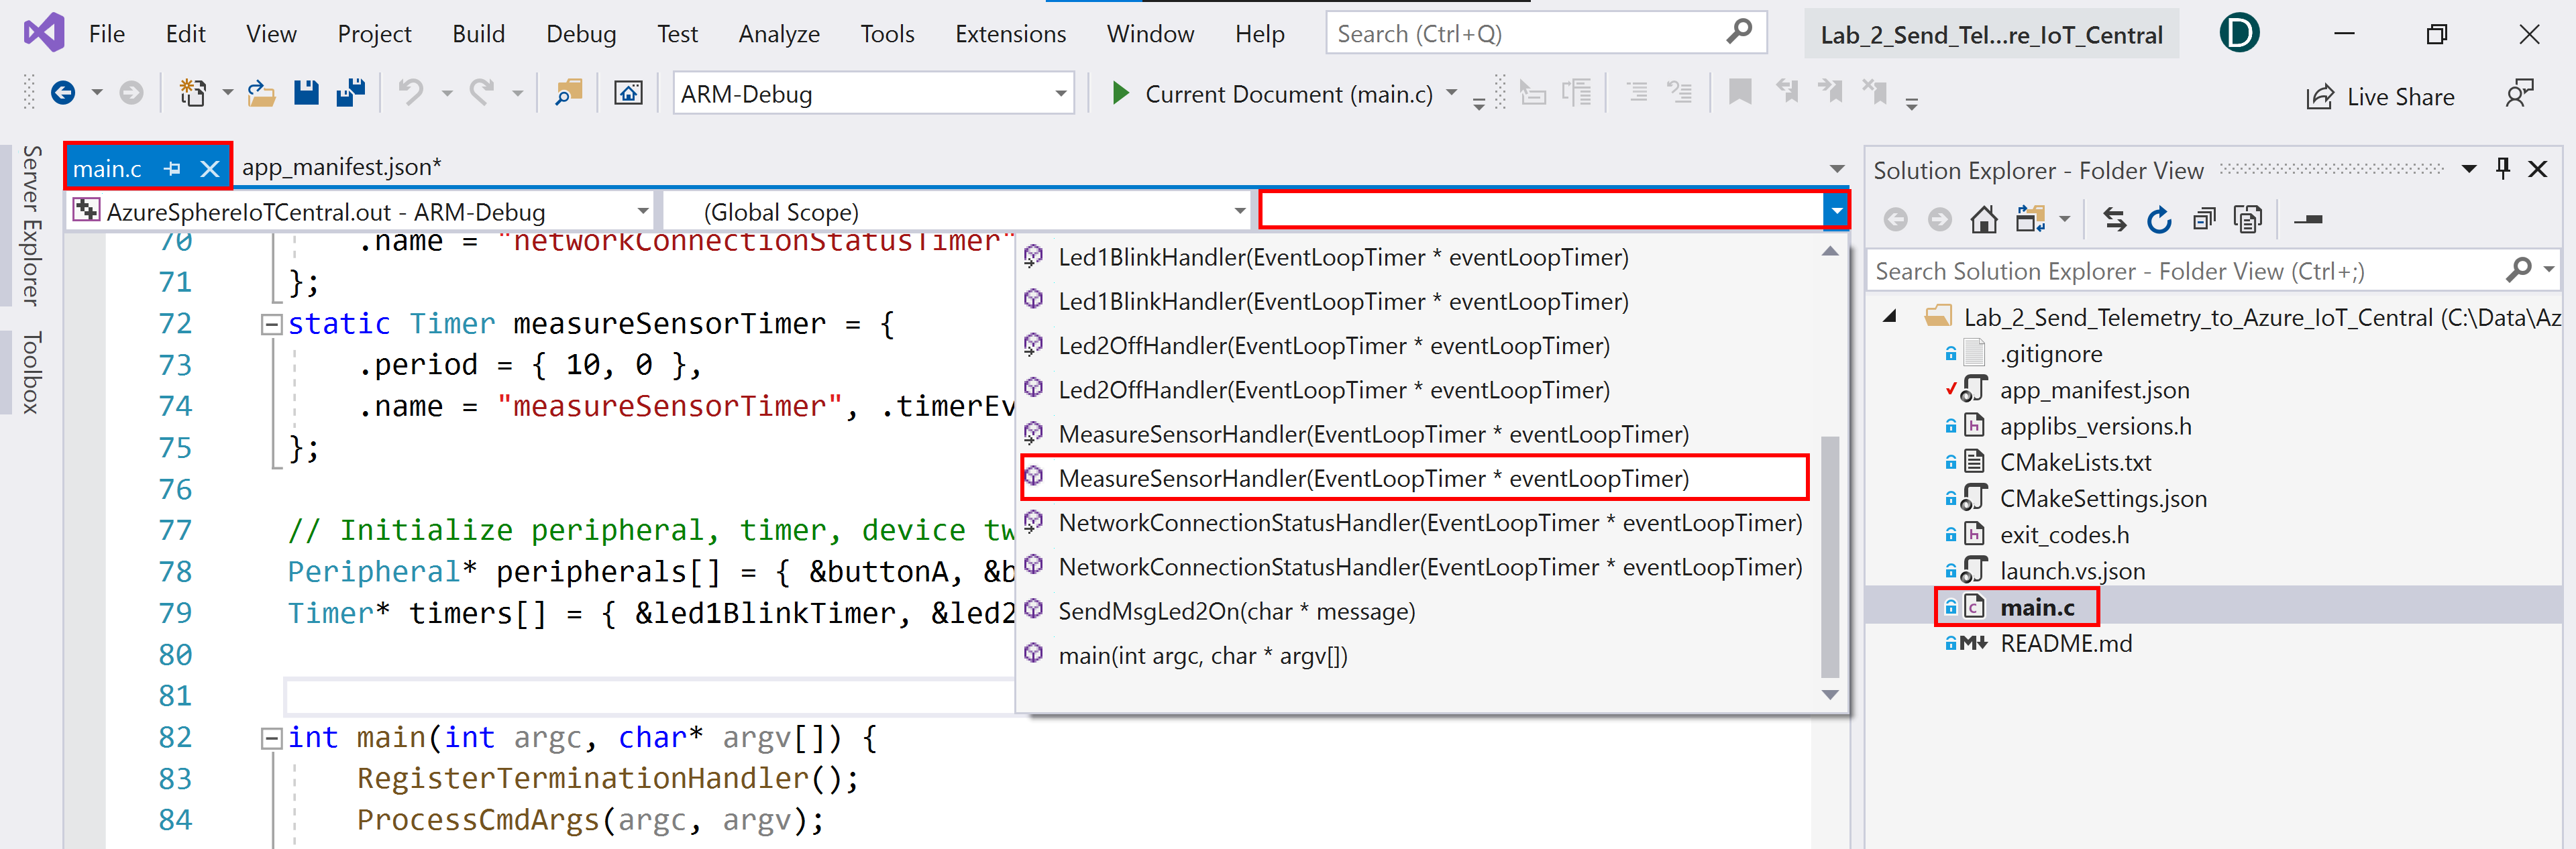 File Edit View Project Build Debug Test Analyze Tools Extensions Window Help Search (Ctrl+Q) Lab_2_Send_Tel...re_IoT_Central D
ARM-Debug Current Document (main.c) Live Share
Server Explorer
Toolbox
main.c app_manifest.json*
AzureSphereIoTCentral.out - ARM-Debug (Global Scope)
70 .name = "networkConnectionStatusTimer"
71 };
72 static Timer measureSensorTimer = {
73 .period = { 10, 0 },
74 .name = "measureSensorTimer", .timerEv
75 };
76
77 // Initialize peripheral, timer, device tw
78 Peripheral* peripherals[] = { &buttonA, &b
79 Timer* timers[] = { &led1BlinkTimer, &led2
80
81
82 int main(int argc, char* argv[]) {
83 RegisterTerminationHandler();
84 ProcessCmdArgs(argc, argv);
Led1BlinkHandler(EventLoopTimer * eventLoopTimer)
Led1BlinkHandler(EventLoopTimer * eventLoopTimer)
Led2OffHandler(EventLoopTimer * eventLoopTimer)
Led2OffHandler(EventLoopTimer * eventLoopTimer)
MeasureSensorHandler(EventLoopTimer * eventLoopTimer)
MeasureSensorHandler(EventLoopTimer * eventLoopTimer)
NetworkConnectionStatusHandler(EventLoopTimer * eventLoopTimer)
NetworkConnectionStatusHandler(EventLoopTimer * eventLoopTimer)
SendMsgLed2On(char * message)
main(int argc, char * argv[])
Solution Explorer - Folder View
Search Solution Explorer - Folder View (Ctrl+;)
Lab_2_Send_Telemetry_to_Azure_IoT_Central (C:\Data\Az
.gitignore
app_manifest.json
applibs_versions.h
CMakeLists.txt
CMakeSettings.json
exit_codes.h
launch.vs.json
main.c
README.md